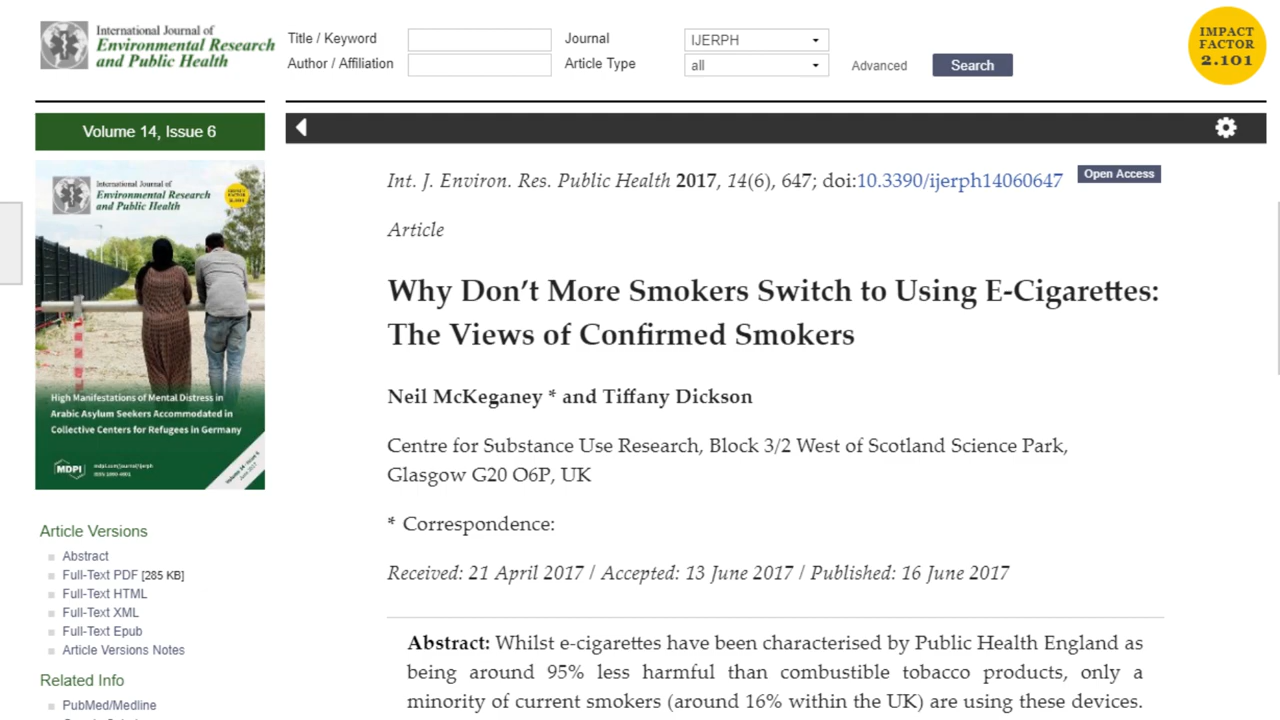 International Journal of
Environmental Research
and Public Health
Title / Keyword
Journal
IJERPH
Author / Affiliation
Article Type
all
Advanced
Search
IMPACT
FACTOR
2.101
Volume 14, Issue 6
International Journal of
Environmental Research
and Public Health
High Manifestations of Mental Distress in
Arabic Asylum Seekers Accommodated in
Collective Centers for Refugees in Germany
MDPI
Article Versions
Abstract
Full-Text PDF [285 KB]
Full-Text HTML
Full-Text XML
Full-Text Epub
Article Versions Notes
Related Info
PubMed/Medline
Int. J. Environ. Res. Public Health 2017, 14(6), 647; doi:10.3390/ijerph14060647
Open Access
Article
Why Don’t More Smokers Switch to Using E-Cigarettes:
The Views of Confirmed Smokers
Neil McKeganey * and Tiffany Dickson
Centre for Substance Use Research, Block 3/2 West of Scotland Science Park,
Glasgow G20 O6P, UK
* Correspondence:
Received: 21 April 2017 / Accepted: 13 June 2017 / Published: 16 June 2017
Abstract: Whilst e-cigarettes have been characterised by Public Health England as
being around 95% less harmful than combustible tobacco products, only a
minority of current smokers (around 16% within the UK) are using these devices.